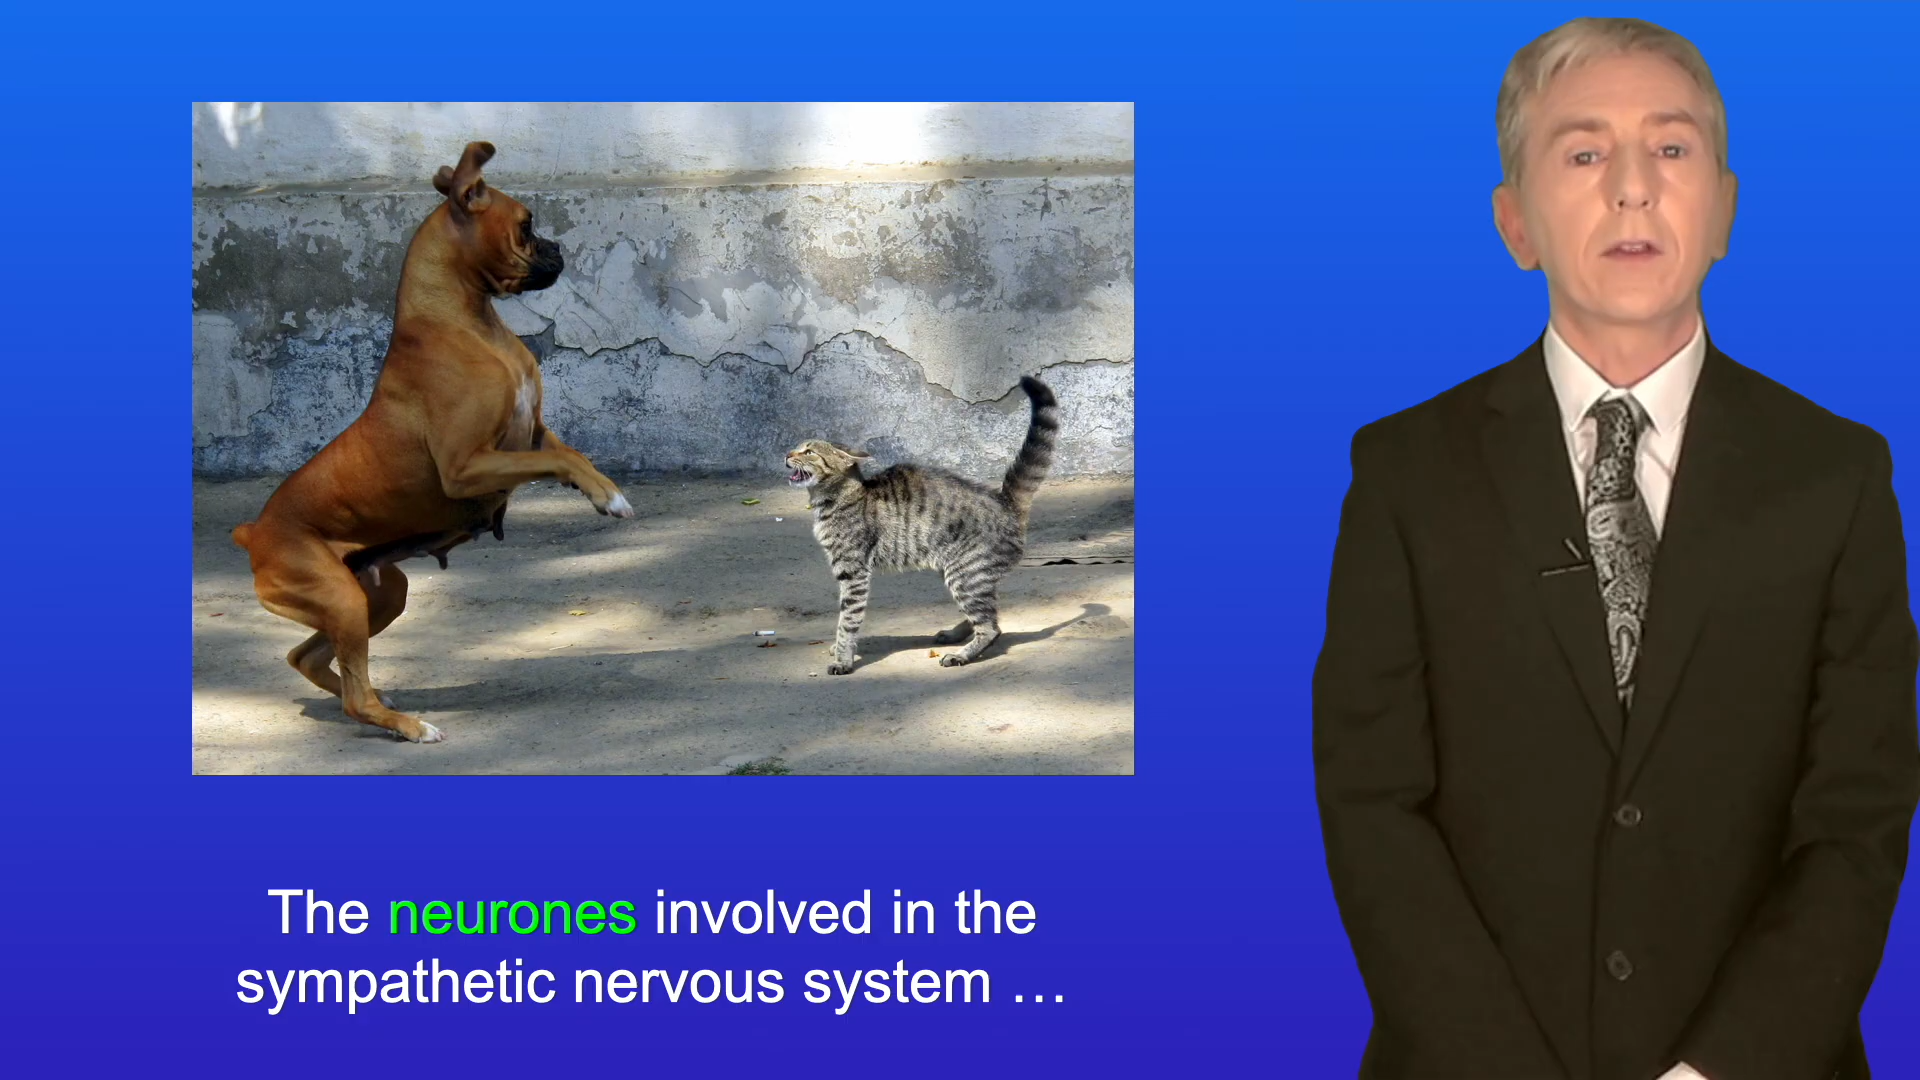 The neurones involved in the
sympathetic nervous system …